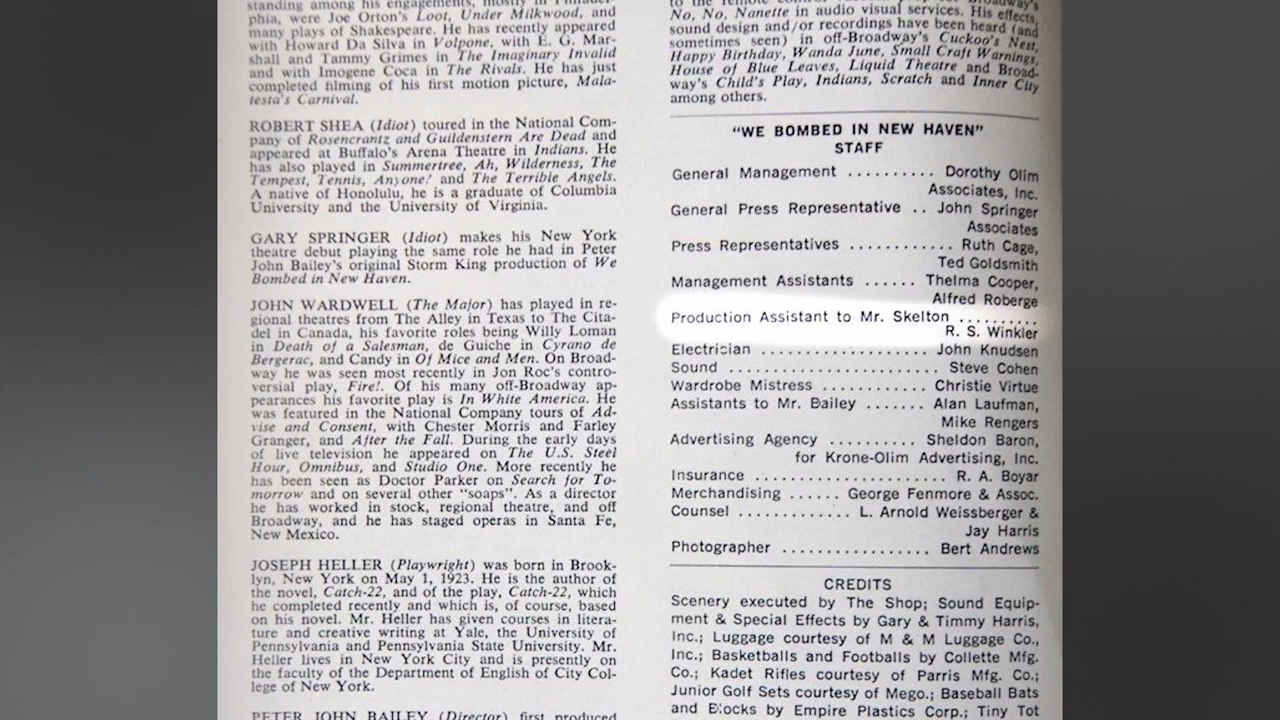 standing among his engagements, mostly in Philadel-
phia, were Joe Orton's Loot, Under Milkwood, and
many plays of Shakespeare. He has recently appeared
with Howard Da Silva in Volpone, with E. G. Mar-
shall and Tammy Grimes in The Imaginary Invalid
and with Imogene Coca in The Rivals. He has just
completed filming of his first motion picture, Mala-
testa's Carnival.
ROBERT SHEA (Idiot) toured in the National Com-
pany of Rosencrantz and Guildenstern Are Dead and
appeared at Buffalo's Arena Theatre in Indians. He
has also played in Summertree, Ah, Wilderness, The
Tempest, Tennis, Anyone? and The Terrible Angels.
A native of Honolulu, he is a graduate of Columbia
University and the University of Virginia.
GARY SPRINGER (Idiot) makes his New York
theatre debut playing the same role he had in Peter
John Bailey's original Storm King production of We
Bombed in New Haven.
JOHN WARDWELL (The Major) has played in re-
gional theatres from The Alley in Texas to The Cita-
del in Canada, his favorite roles being Willy Loman
in Death of a Salesman, de Guiche in Cyrano de
Bergerac, and Candy in Of Mice and Men. On Broad-
way he was seen most recently in Jon Roc's contro-
versial play, Fire!. Of his many off-Broadway ap-
pearances his favorite play is In White America. He
was featured in the National Company tours of Ad-
vise and Consent, with Chester Morris and Farley
Granger, and After the Fall. During the early days
of live television he appeared on The U.S. Steel
Hour, Omnibus, and Studio One. More recently he
has been seen as Doctor Parker on Search for To-
morrow and on several other "soaps". As a director
he has worked in stock, regional theatre, and off
Broadway, and he has staged operas in Santa Fe,
New Mexico.
JOSEPH HELLER (Playwright) was born in Brook-
lyn, New York on May 1, 1923. He is the author of
the novel, Catch-22, and of the play, Catch-22, which
he completed recently and which is, of course, based
on his novel. Mr. Heller has given courses in litera-
ture and creative writing at Yale, the University of
Pennsylvania and Pennsylvania State University. Mr.
Heller lives in New York City and is presently on
the faculty of the Department of English of City Col-
lege of New York.
PETER JOHN BAILEY (Director) first produced
No, No, Nanette in audio visual services. His effects,
sound design and/or recordings have been heard (and
sometimes seen) in off-Broadway's Cuckoo's Nest,
Happy Birthday, Wanda June, Small Craft Warnings,
House of Blue Leaves, Liquid Theatre and Broad-
way's Child's Play, Indians, Scratch and Inner City
among others.
"WE BOMBED IN NEW HAVEN"
STAFF
General Management .......... Dorothy Olim
Associates, Inc.
General Press Representative .. John Springer
Associates
Press Representatives ............ Ruth Cage,
Ted Goldsmith
Management Assistants ...... Thelma Cooper,
Alfred Roberge
Production Assistant to Mr. Skelton ..........
R. S. Winkler
Electrician .................... John Knudsen
Sound ........................ Steve Cohen
Wardrobe Mistress ............ Christie Virtue
Assistants to Mr. Bailey ....... Alan Laufman,
Mike Rengers
Advertising Agency .......... Sheldon Baron,
for Krone-Olim Advertising, Inc.
Insurance ...................... R. A. Boyar
Merchandising ...... George Fenmore & Assoc.
Counsel ............. L. Arnold Weissberger &
Jay Harris
Photographer ................ Bert Andrews
CREDITS
Scenery executed by The Shop; Sound Equip-
ment & Special Effects by Gary & Timmy Harris,
Inc.; Luggage courtesy of M & M Luggage Co.,
Inc.; Basketballs and Footballs by Collette Mfg.
Co.; Kadet Rifles courtesy of Parris Mfg. Co.;
Junior Golf Sets courtesy of Mego.; Baseball Bats
and Blocks by Empire Plastics Corp.; Tiny Tot